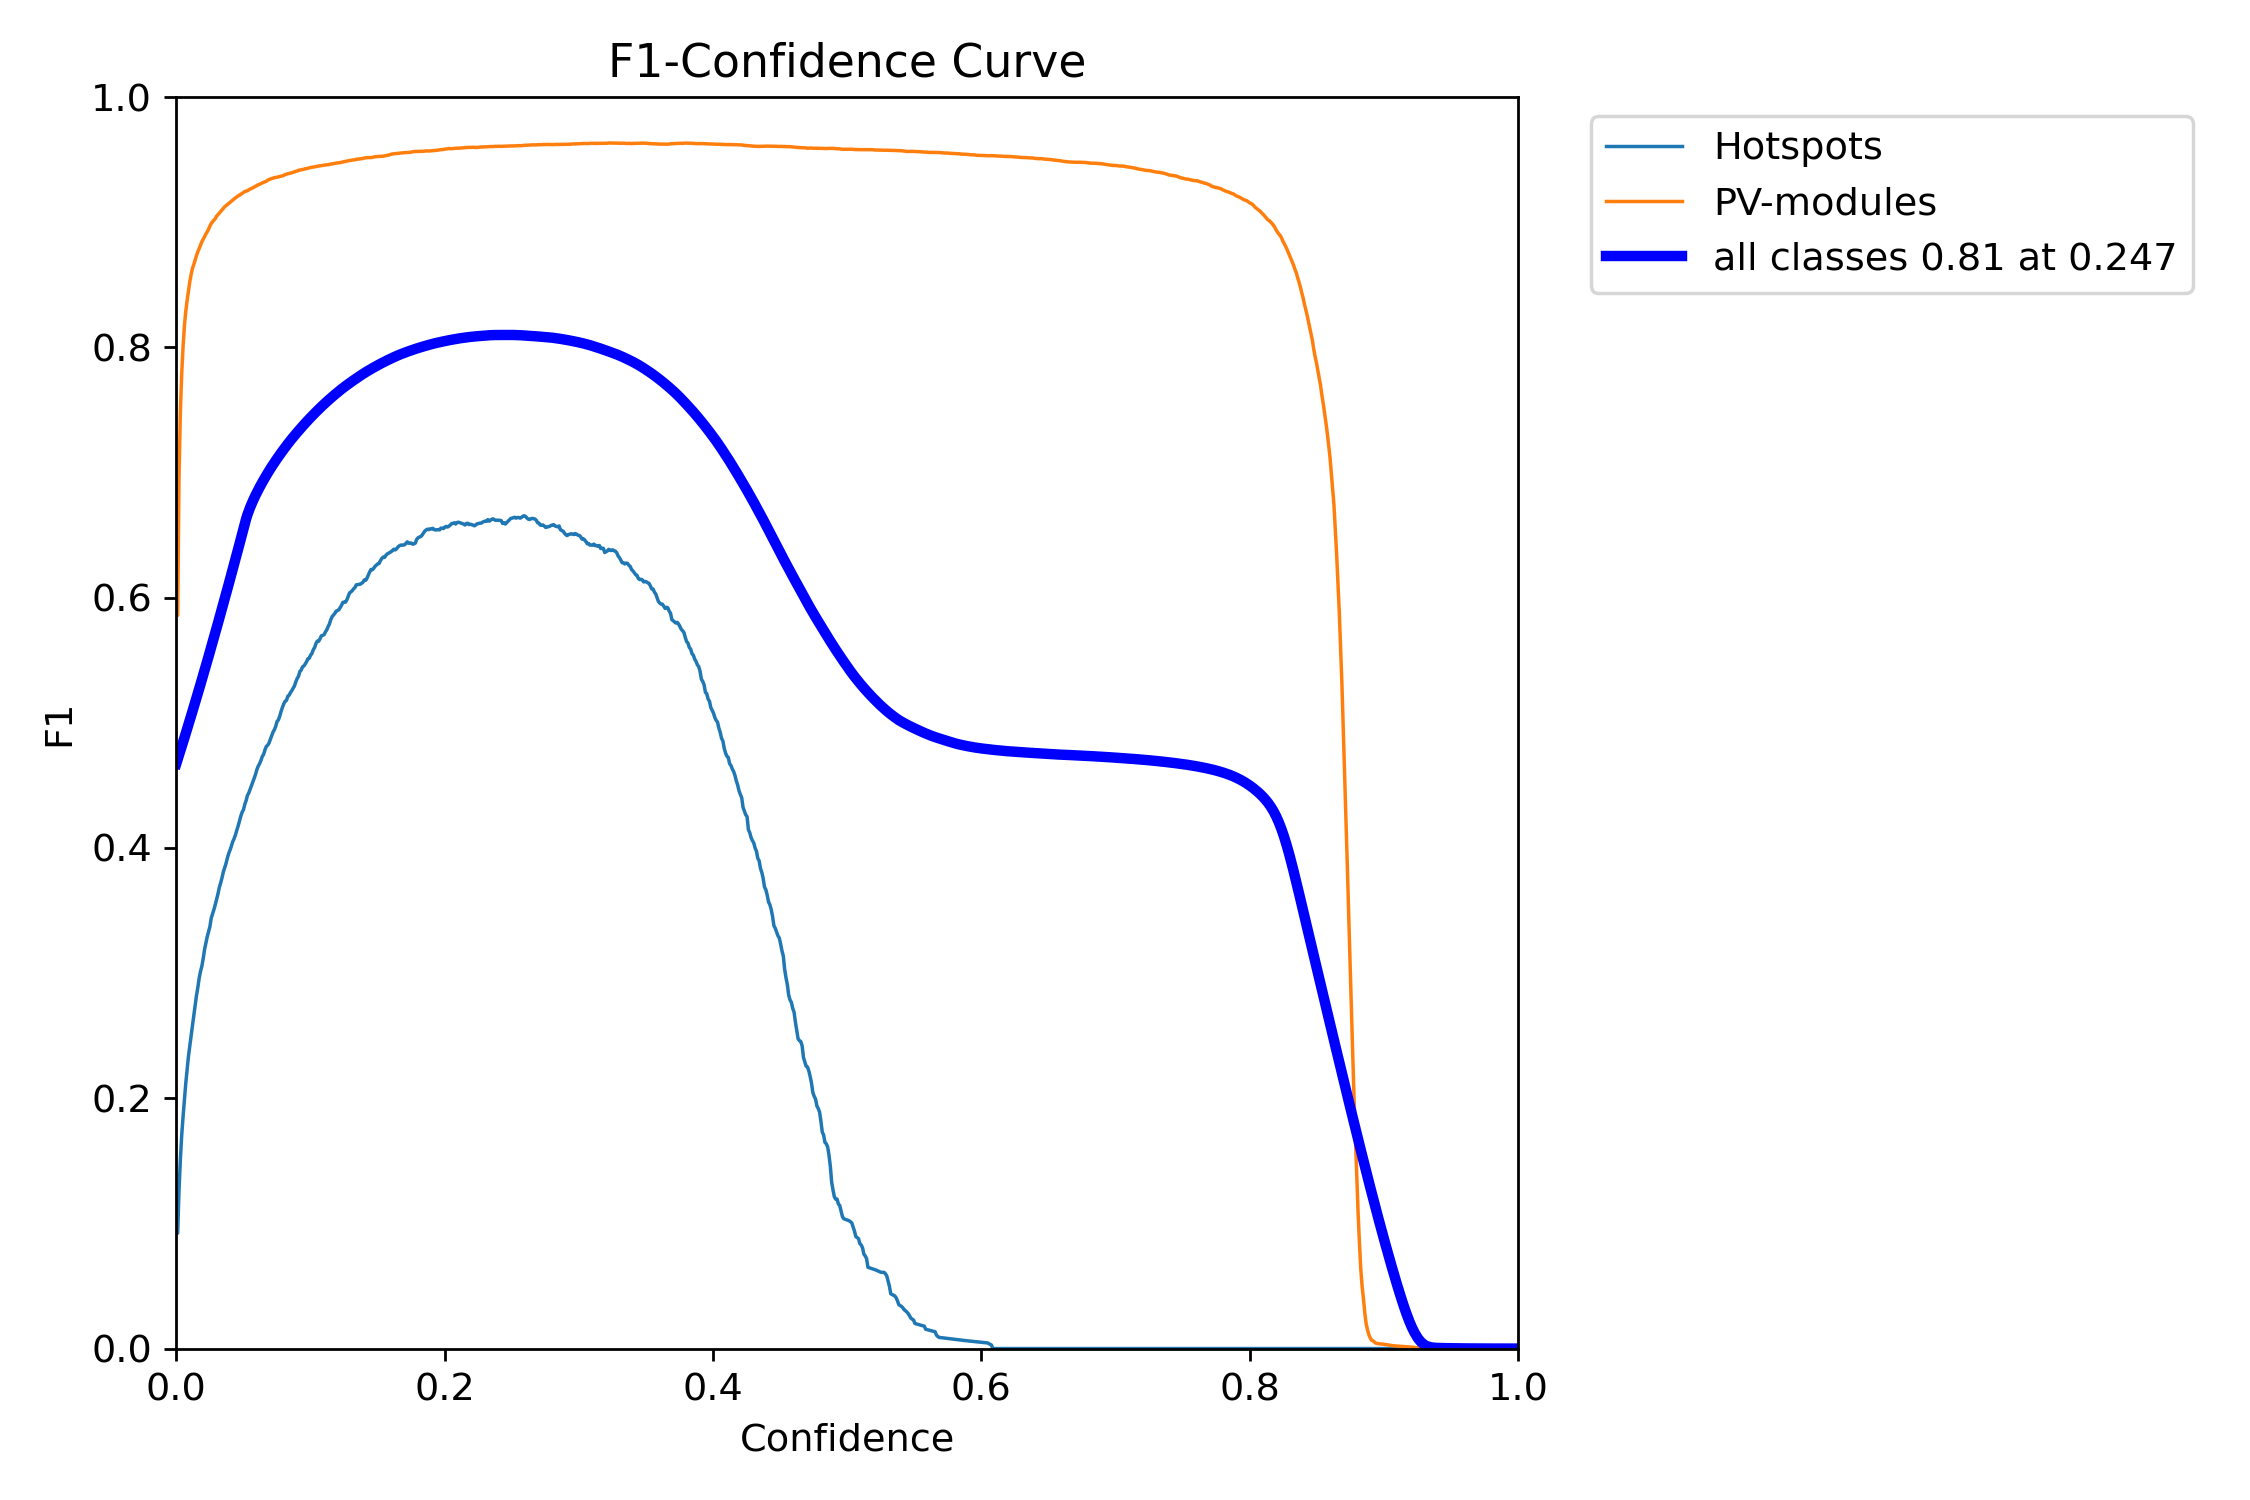 F1-Confidence Curve
1.0
0.8
0.6
0.4
0.2
0.0
F1
0.0 0.2 0.4 0.6 0.8 1.0
Confidence
Hotspots
PV-modules
all classes 0.81 at 0.247